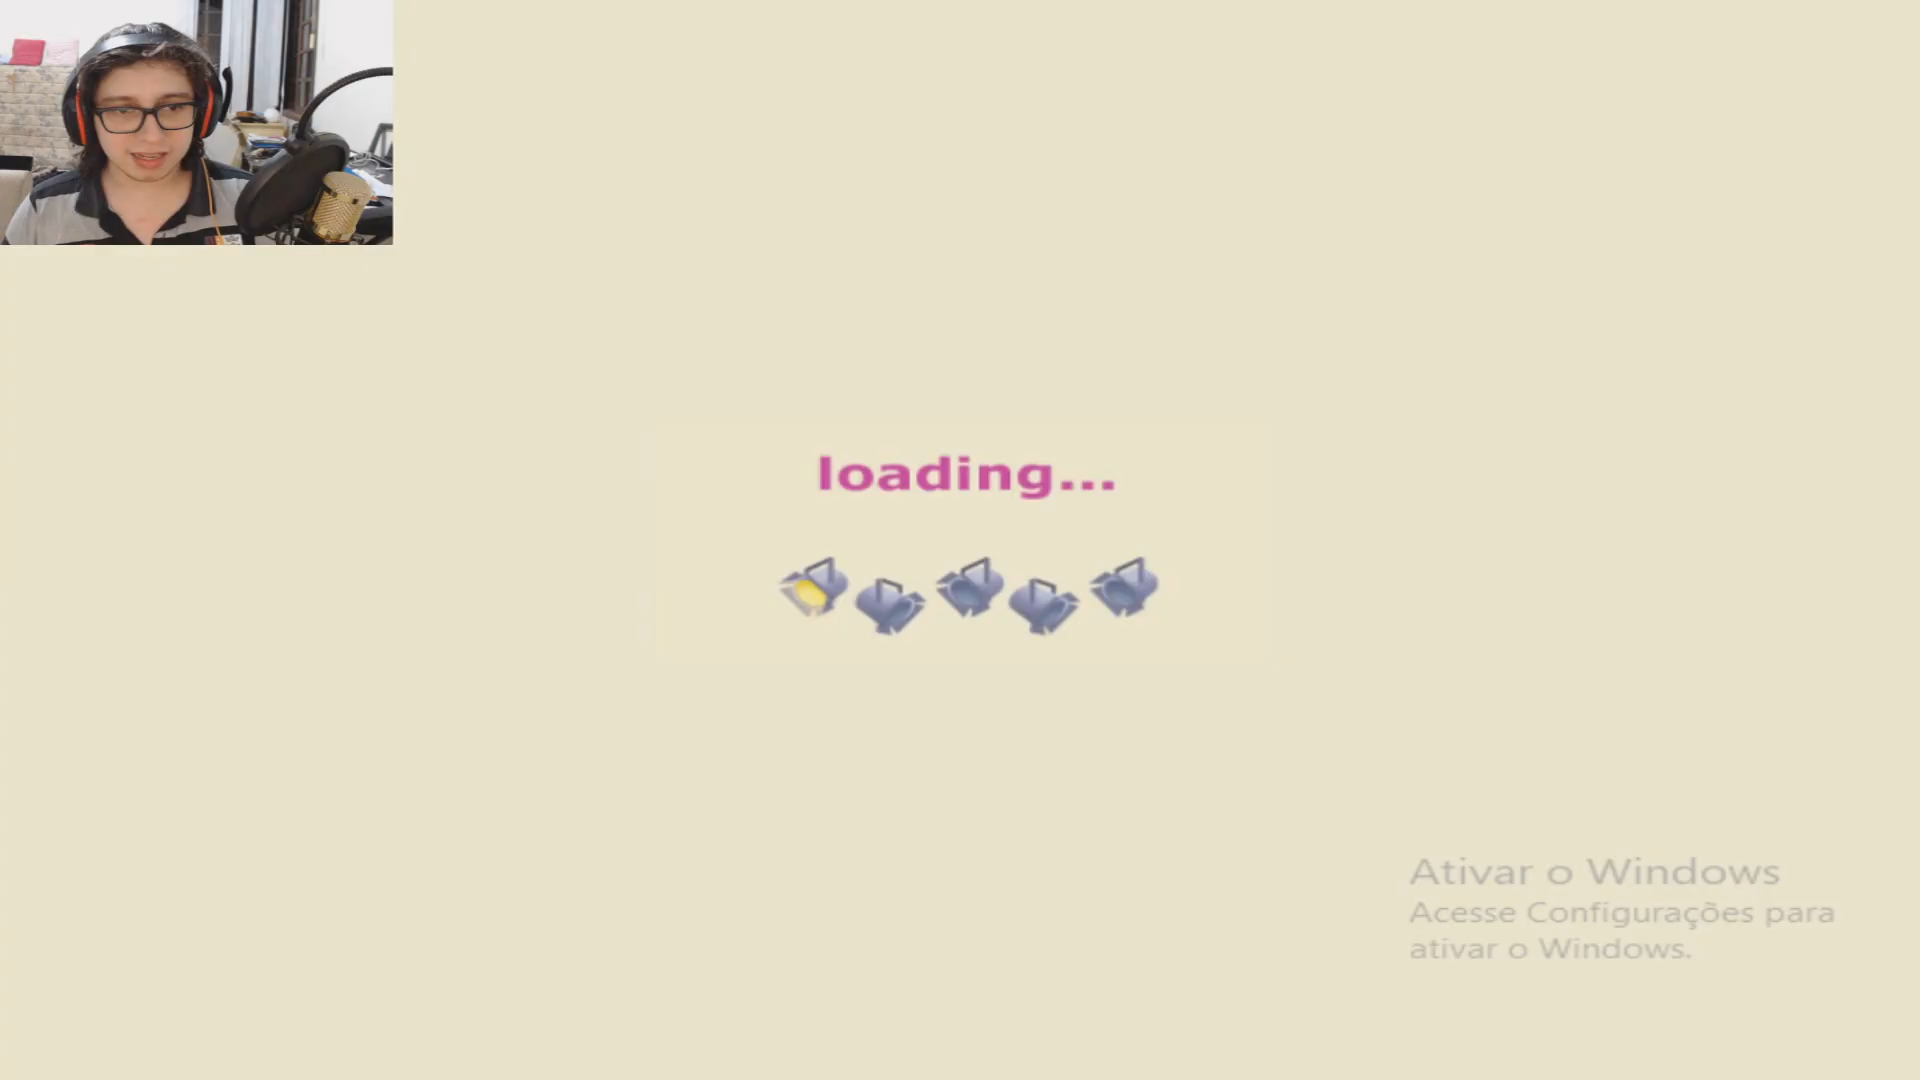 loading...
Ativar o Windows
Acesse Configurações para
ativar o Windows.